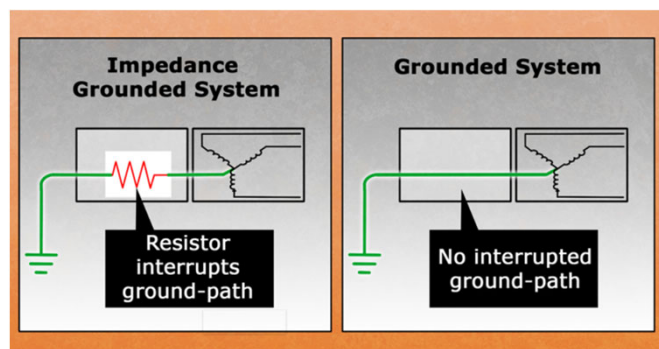 Impedance
Grounded System
Resistor
interrupts
ground-path
Grounded System
No interrupted
ground-path